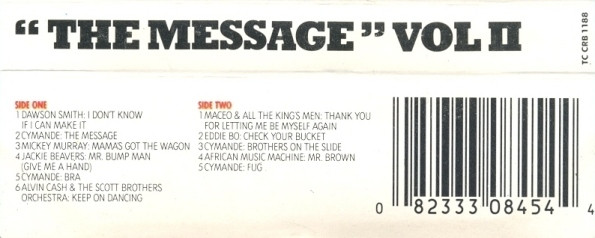 “THE MESSAGE” VOL II
TC CRB 1188
SIDE ONE
1 DAWSON SMITH: I DON'T KNOW
IF I CAN MAKE IT
2 CYMANDE: THE MESSAGE
3 MICKEY MURRAY: MAMAS GOT THE WAGON
4 JACKIE BEAVERS: MR. BUMP MAN
(GIVE ME A HAND)
5 CYMANDE: BRA
6 ALVIN CASH & THE SCOTT BROTHERS
ORCHESTRA: KEEP ON DANCING
SIDE TWO
1 MACEO & ALL THE KING'S MEN: THANK YOU
FOR LETTING ME BE MYSELF AGAIN
2 EDDIE BO: CHECK YOUR BUCKET
3 CYMANDE: BROTHERS ON THE SLIDE
4 AFRICAN MUSIC MACHINE: MR. BROWN
5 CYMANDE: FUG
0 82333 08454 4